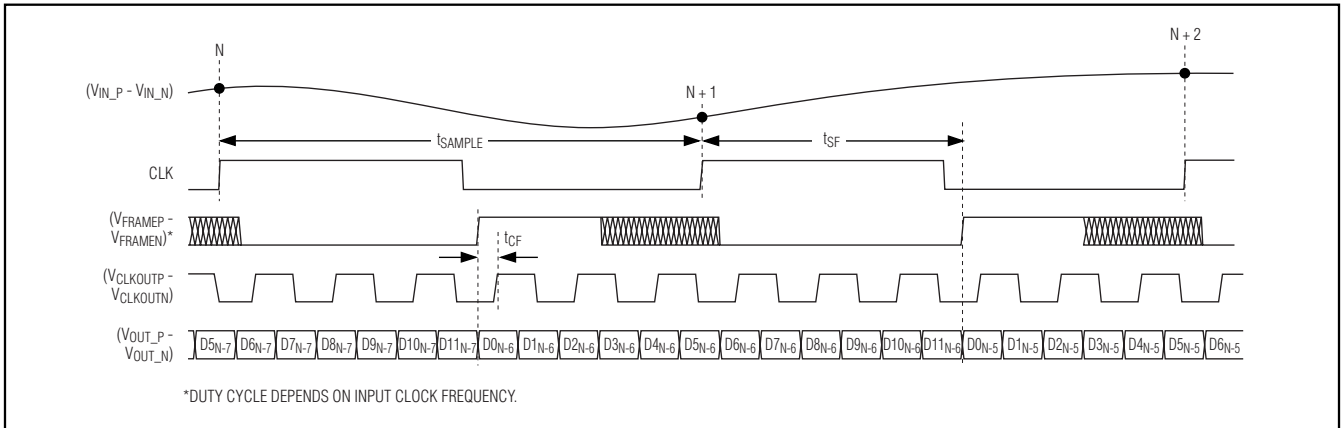 N
N + 1
N + 2
(VIN_P - VIN_N)
tSAMPLE
tSF
CLK
(VFRAMEP -
VFRAMEN)*
tCF
(VCLKOUTP -
VCLKOUTN)
(VOUT_P -
VOUT_N)
D5N-7 D6N-7 D7N-7 D8N-7 D9N-7 D10N-7 D11N-7 D0N-6 D1N-6 D2N-6 D3N-6 D4N-6 D5N-6 D6N-6 D7N-6 D8N-6 D9N-6 D10N-6 D11N-6 D0N-5 D1N-5 D2N-5 D3N-5 D4N-5 D5N-5 D6N-5
*DUTY CYCLE DEPENDS ON INPUT CLOCK FREQUENCY.